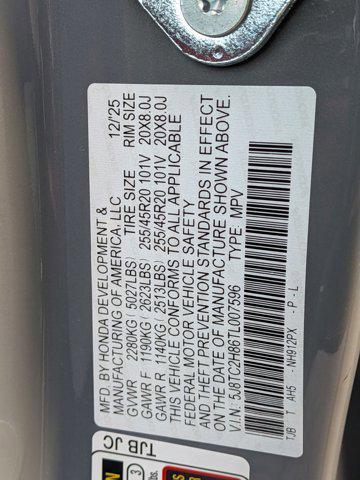 MFD. BY HONDA DEVELOPMENT & 12/'25
MANUFACTURING OF AMERICA, LLC
TIRE SIZE RIM SIZE
GVWR 2280KG (5027LBS)
GAWR F 1190KG (2623LBS) 255/45R20 101V 20X8.0J
GAWR R 1140KG (2513LBS) 255/45R20 101V 20X8.0J
THIS VEHICLE CONFORMS TO ALL APPLICABLE
FEDERAL MOTOR VEHICLE SAFETY
AND THEFT PREVENTION STANDARDS IN EFFECT
ON THE DATE OF MANUFACTURE SHOWN ABOVE.
V.I.N. 5J8TC2H867L007596 TYPE: MPV
TJB T AH5 - NH912PX - P - L
TJB JC
3